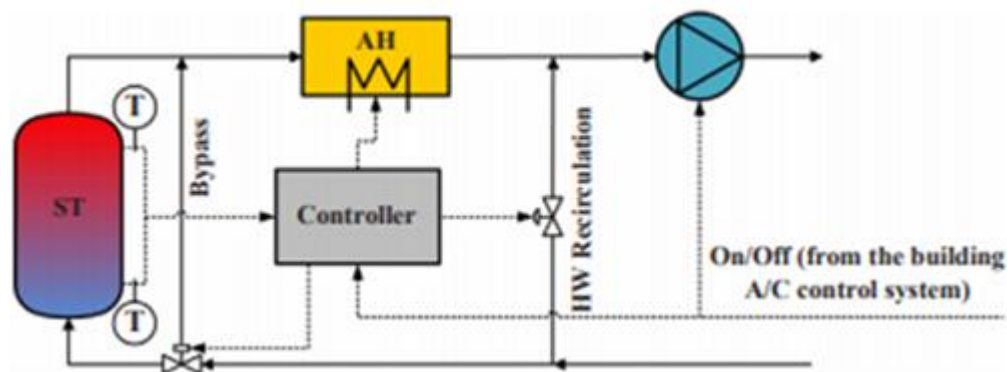 AH
T
Bypass
ST
Controller
HW Recirculation
On/Off (from the building
A/C control system)
T